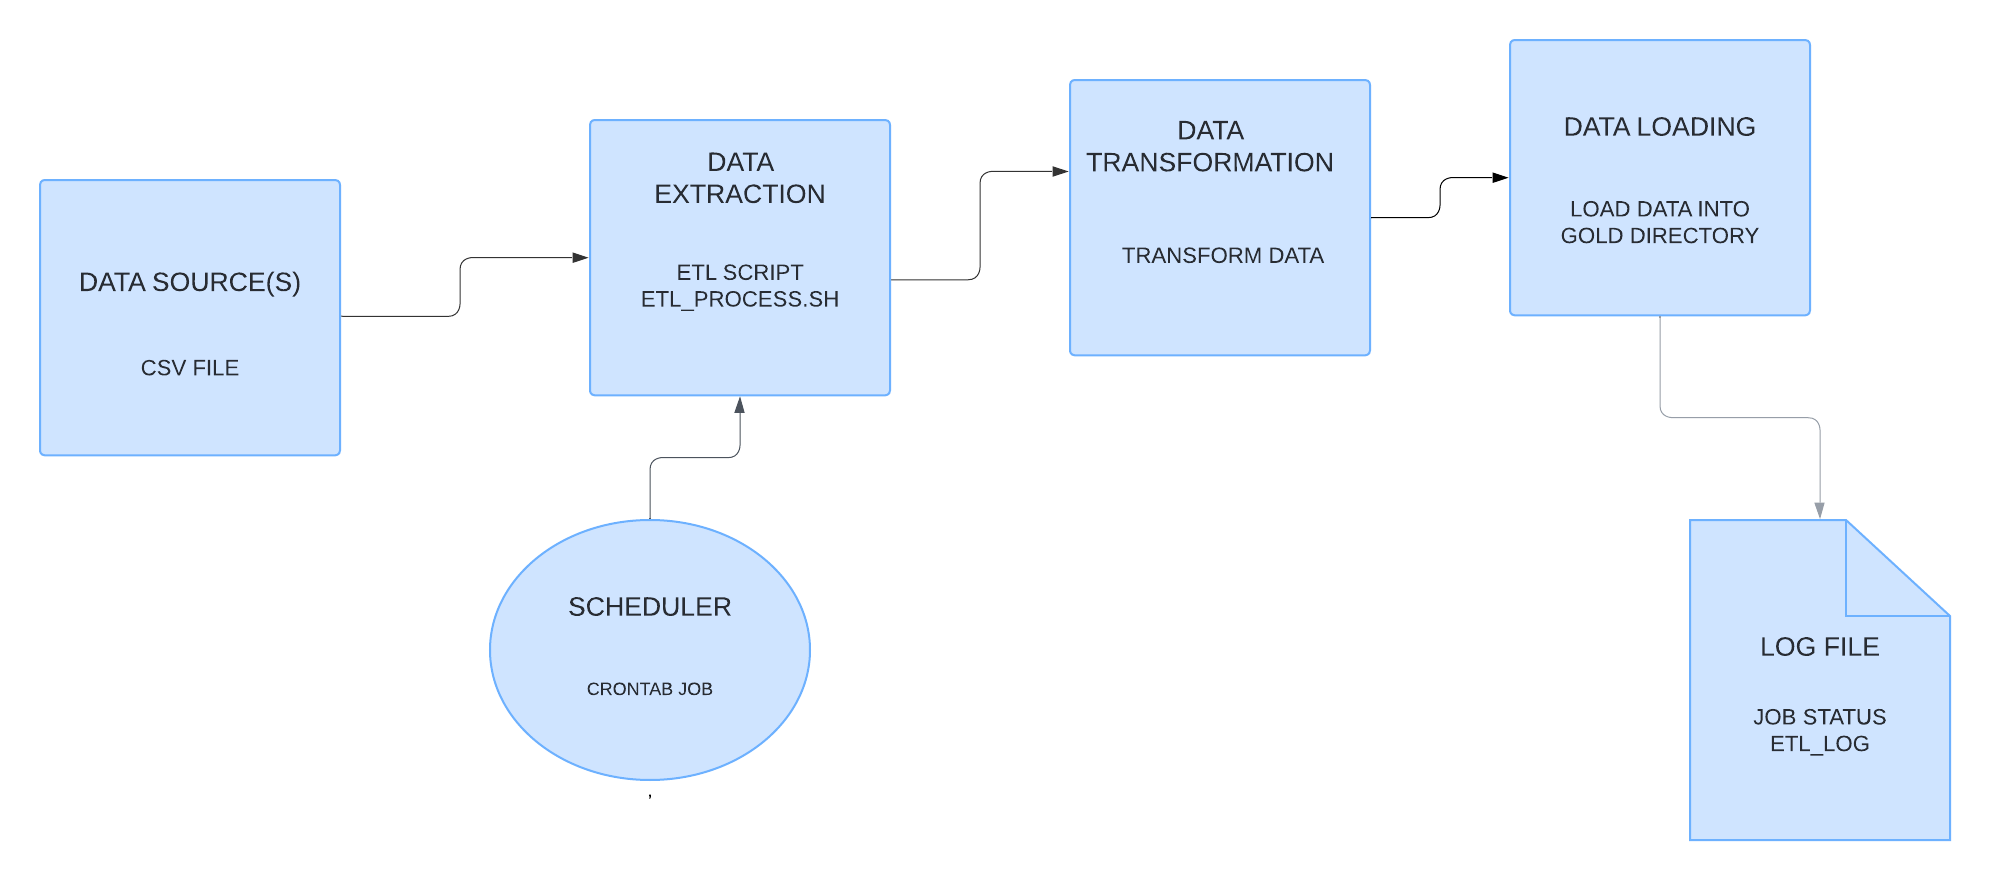 DATA SOURCE(S)
CSV FILE
DATA
EXTRACTION
ETL SCRIPT
ETL_PROCESS.SH
DATA
TRANSFORMATION
TRANSFORM DATA
DATA LOADING
LOAD DATA INTO
GOLD DIRECTORY
SCHEDULER
CRONTAB JOB
,
LOG FILE
JOB STATUS
ETL_LOG